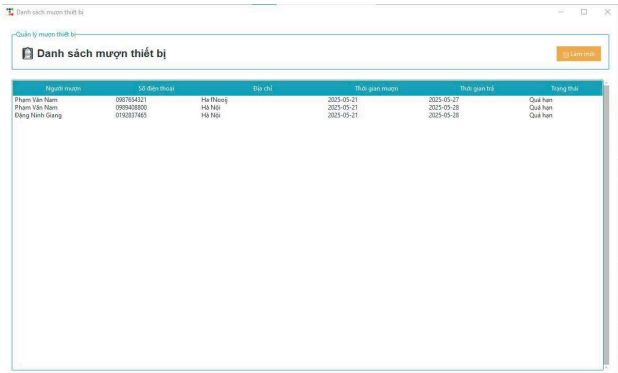 Danh sách mượn thiết bị
Quản lý mượn thiết bị
Danh sách mượn thiết bị
Làm mới
Người mượn Số điện thoại Địa chỉ Thời gian mượn Thời gian trả Trạng thái
Phạm Văn Nam 0987654321 Ha fNooij 2025-05-21 2025-05-27 Quá hạn
Phạm Văn Nam 0989408800 Hà Nội 2025-05-21 2025-05-28 Quá hạn
Đặng Ninh Giang 0192837465 Hà Nội 2025-05-21 2025-05-28 Quá hạn